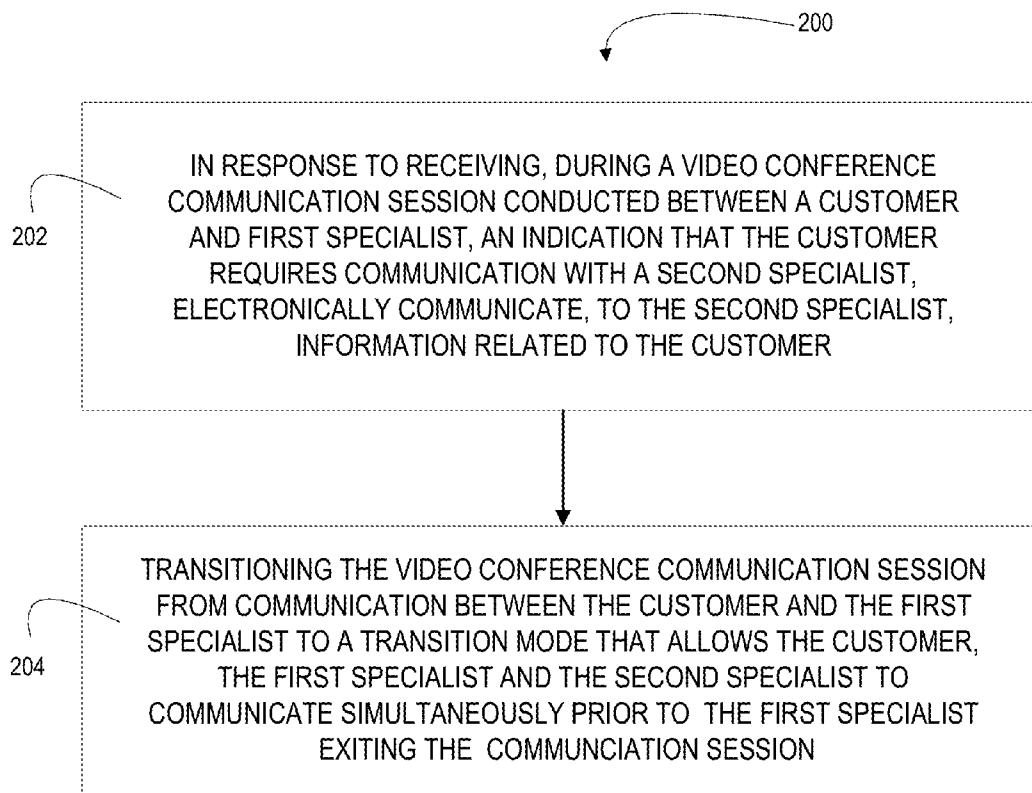 200
IN RESPONSE TO RECEIVING, DURING A VIDEO CONFERENCE
COMMUNICATION SESSION CONDUCTED BETWEEN A CUSTOMER
AND FIRST SPECIALIST, AN INDICATION THAT THE CUSTOMER
REQUIRES COMMUNICATION WITH A SECOND SPECIALIST,
ELECTRONICALLY COMMUNICATE, TO THE SECOND SPECIALIST,
INFORMATION RELATED TO THE CUSTOMER
202
TRANSITIONING THE VIDEO CONFERENCE COMMUNICATION SESSION
FROM COMMUNICATION BETWEEN THE CUSTOMER AND THE FIRST
SPECIALIST TO A TRANSITION MODE THAT ALLOWS THE CUSTOMER,
THE FIRST SPECIALIST AND THE SECOND SPECIALIST TO
COMMUNICATE SIMULTANEOUSLY PRIOR TO THE FIRST SPECIALIST
EXITING THE COMMUNCIATION SESSION
204